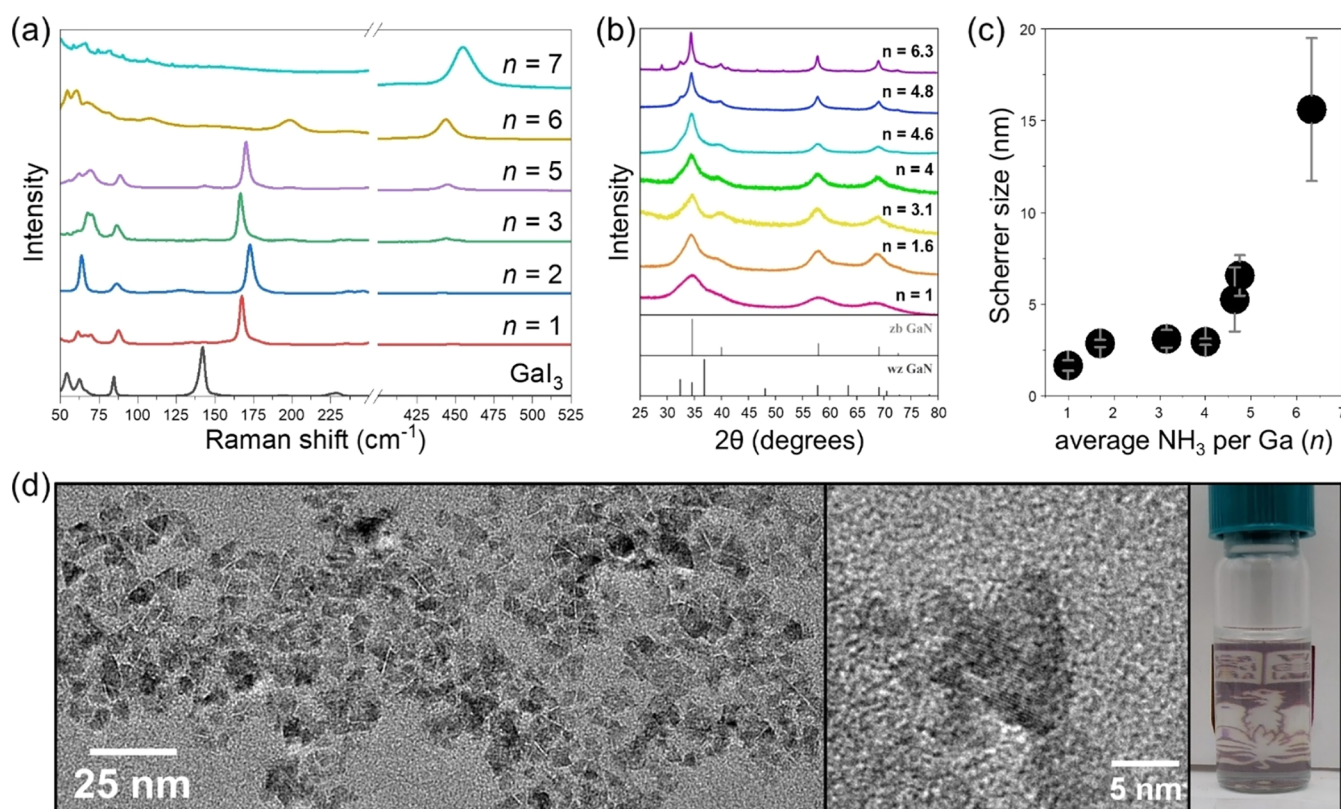 (a)
n = 7
n = 6
n = 5
n = 3
n = 2
n = 1
GaI₃
Intensity
50 75 100 125 150 175 200 225 250 425 450 475 500 525
Raman shift (cm⁻¹)
(b)
n = 6.3
n = 4.8
n = 4.6
n = 4
n = 3.1
n = 1.6
n = 1
zb GaN
wz GaN
Intensity
25 30 35 40 45 50 55 60 65 70 75 80
2θ (degrees)
(c)
20
15
10
5
0
Scherrer size (nm)
1 2 3 4 5 6 7
average NH₃ per Ga (n)
(d)
25 nm
5 nm